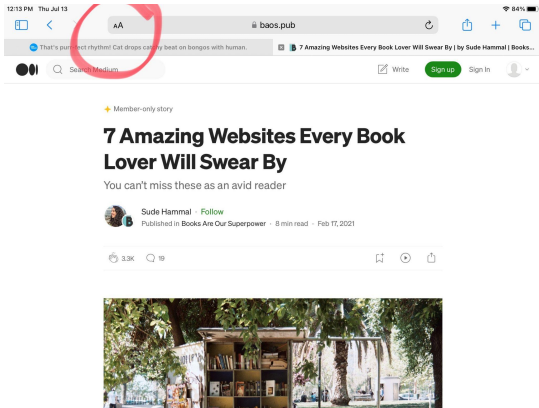 12:13 PM Thu Jul 13
84%
AA
baos.pub
That's purrfect rhythm! Cat drops catchy beat on bongos with human.
7 Amazing Websites Every Book Lover Will Swear By | by Sude Hammal | Books...
Search Medium
Write
Sign up
Sign In
Member-only story
7 Amazing Websites Every Book
Lover Will Swear By
You can't miss these as an avid reader
Sude Hammal · Follow
Published in Books Are Our Superpower · 8 min read · Feb 17, 2021
3.3K
19